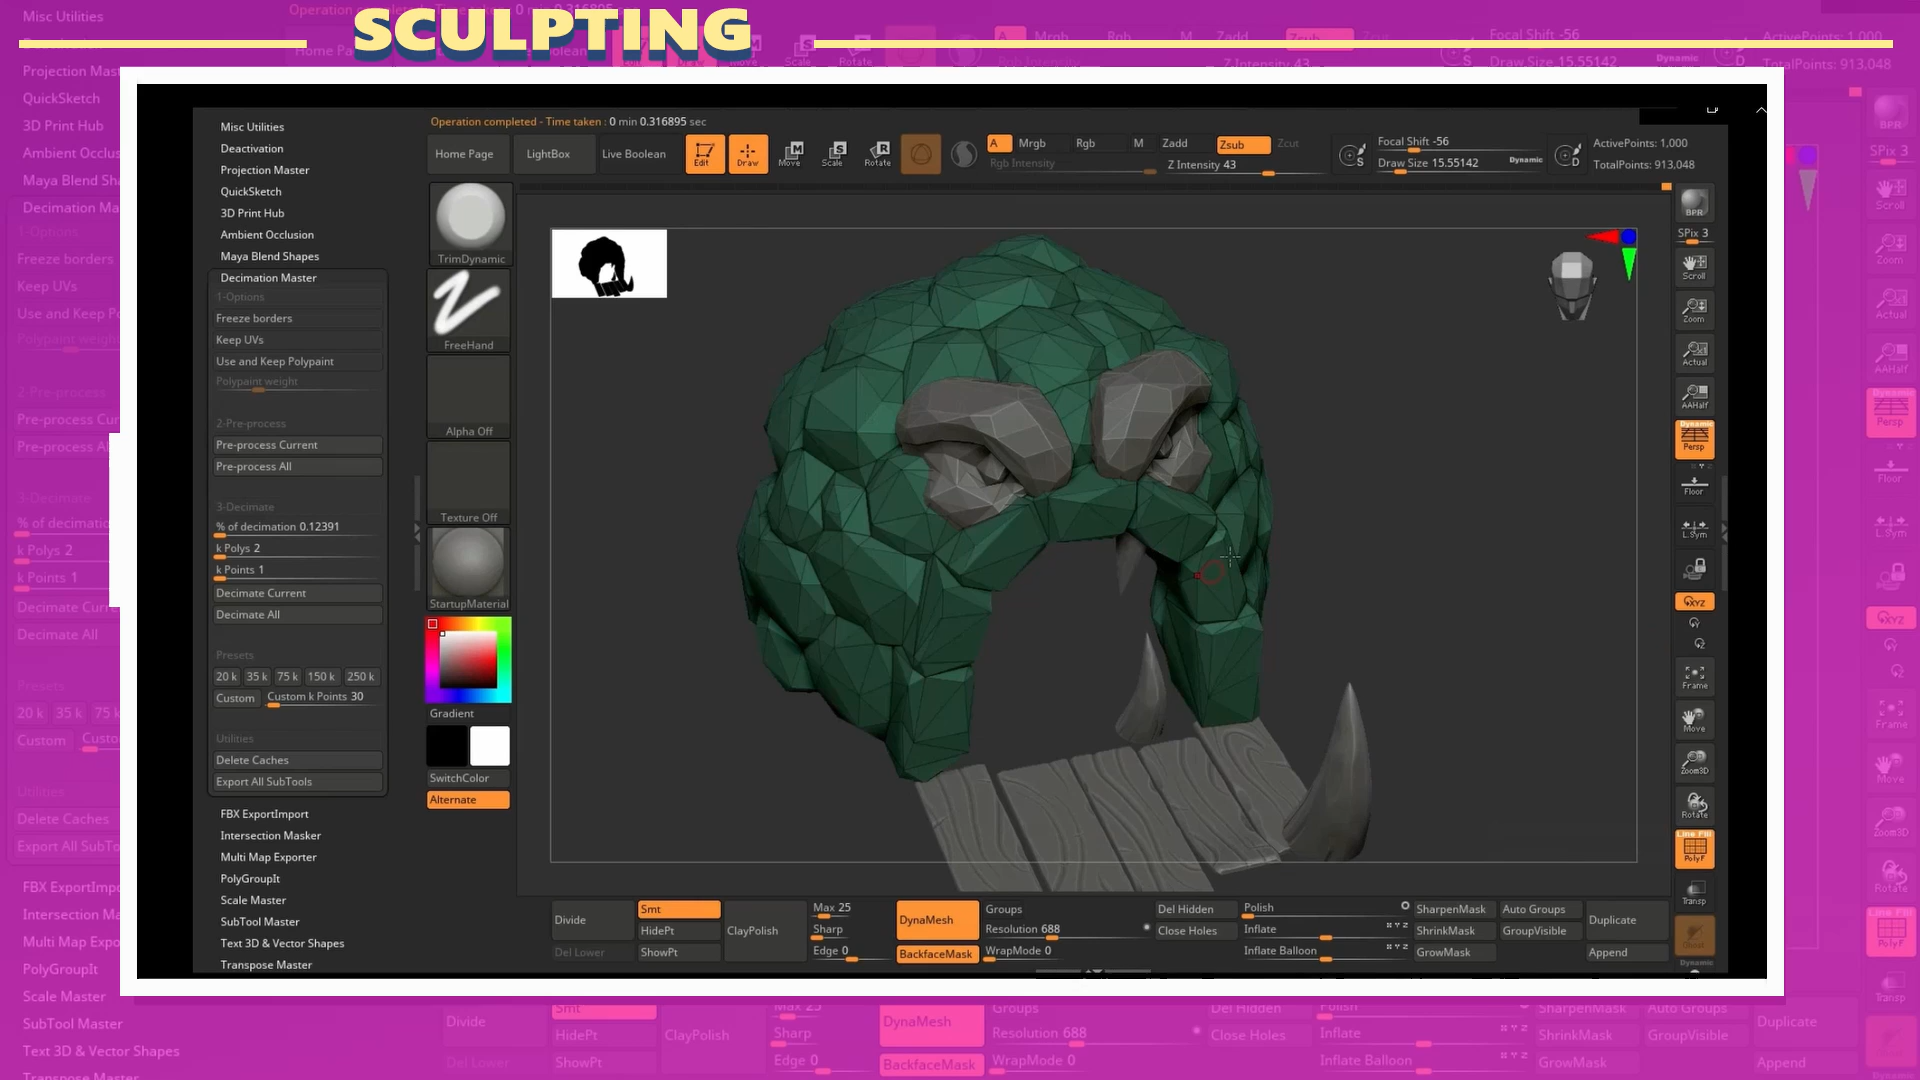 SCULPTING
Misc Utilities
Deactivation
Projection Master
QuickSketch
3D Print Hub
Ambient Occlusion
Maya Blend Shapes
Decimation Master
1-Options
Freeze borders
Keep UVs
Use and Keep Polypaint
Polypaint weight
2-Pre-process
Pre-process Current
Pre-process All
3-Decimate
% of decimation 0.12391
k Polys 2
k Points 1
Decimate Current
Decimate All
Presets
20 k 35 k 75 k 150 k 250 k
Custom Custom k Points 30
Utilities
Delete Caches
Export All SubTools
FBX ExportImport
Intersection Masker
Multi Map Exporter
PolyGroupIt
Scale Master
SubTool Master
Text 3D & Vector Shapes
Transpose Master
Operation completed - Time taken : 0 min 0.316895 sec
Home Page LightBox Live Boolean Edit Draw Move Scale Rotate
A Mrgb Rgb M Zadd Zsub Zcut
Rgb Intensity Z Intensity 43
Focal Shift -56
Draw Size 15.55142 Dynamic
ActivePoints: 1,000
TotalPoints: 913,048
TrimDynamic
FreeHand
Alpha Off
Texture Off
StartupMaterial
Gradient
SwitchColor
Alternate
BPR
SPix 3
Scroll
Zoom
Actual
AAHalf
Dynamic
Persp
Floor
L.Sym
XYZ
Frame
Move
Zoom3D
Rotate
Line Fill
PolyF
Transp
Ghost
Dynamic
Divide Smt ClayPolish Max 25 DynaMesh Groups Del Hidden Polish SharpenMask Auto Groups Duplicate
HidePt Sharp Resolution 688 Close Holes Inflate ShrinkMask GroupVisible
Del Lower ShowPt Edge 0 BackfaceMask WrapMode 0 Inflate Balloon GrowMask Append